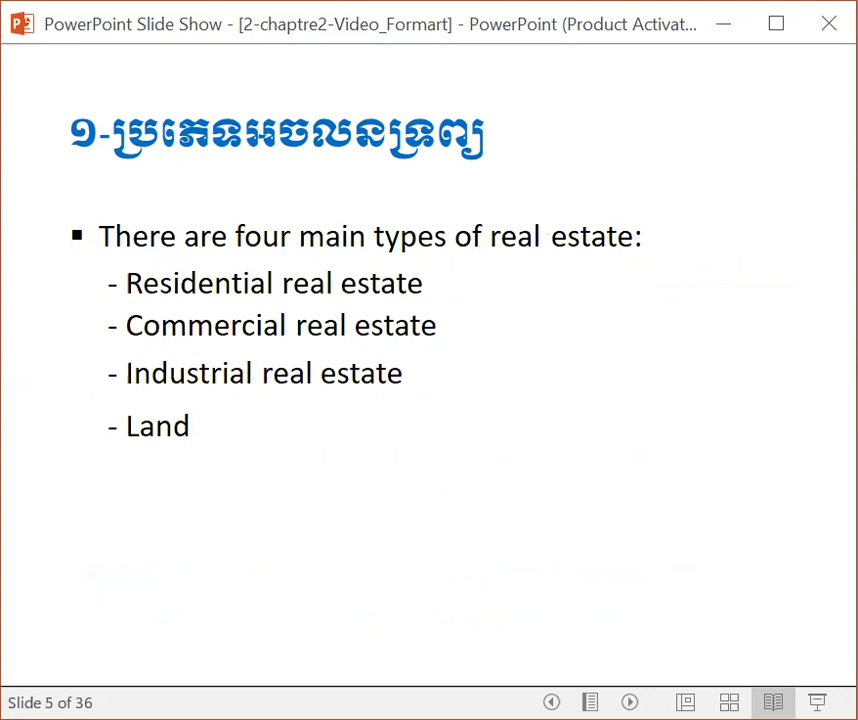 PowerPoint Slide Show - [2-chaptre2-Video_Formart] - PowerPoint (Product Activat...
១-ប្រភេទអចលនទ្រព្យ
▪ There are four main types of real estate:
- Residential real estate
- Commercial real estate
- Industrial real estate
- Land
Slide 5 of 36